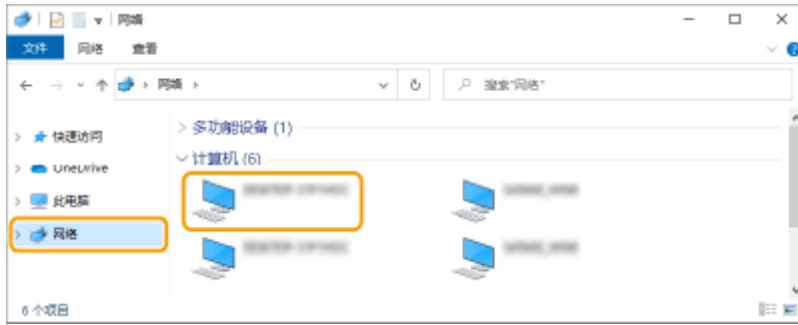 网络
文件 网络 查看
网络 搜索"网络"
快速访问
OneDrive
此电脑
网络
多功能设备 (1)
计算机 (6)
6 个项目